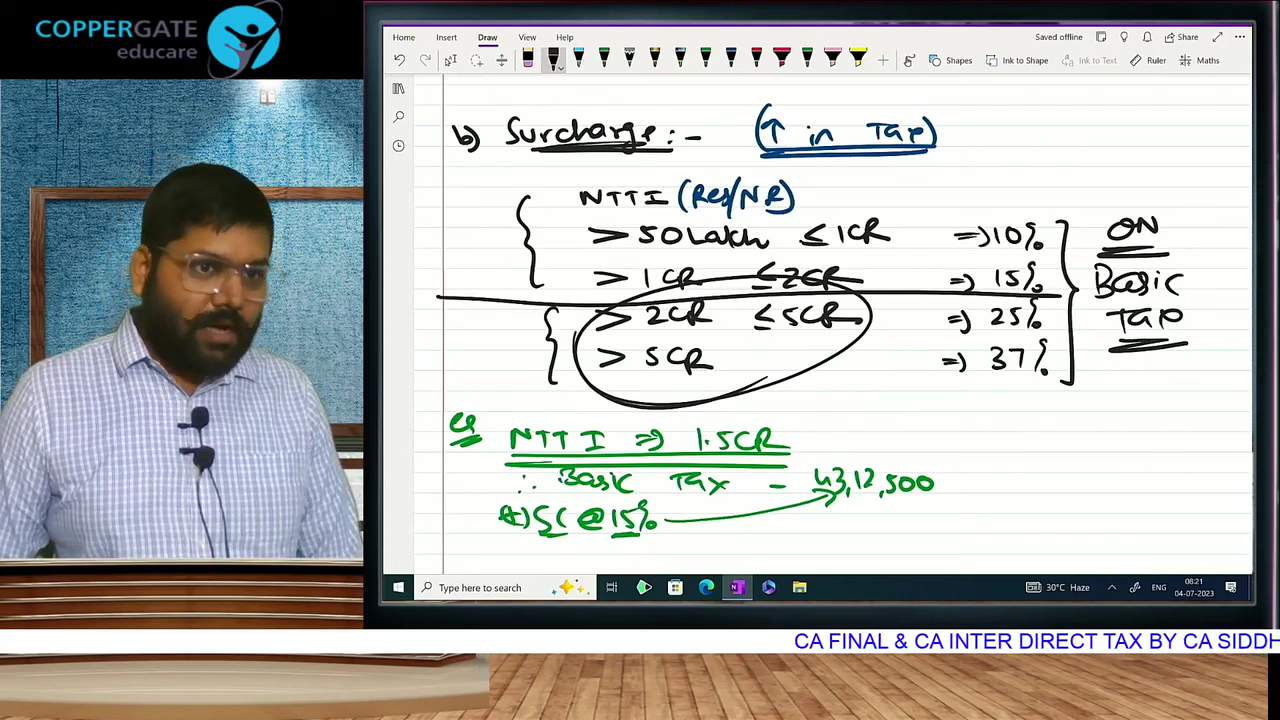 COPPERGATE
educare
Home Insert Draw View Help
Saved offline
Share
Shapes
Ink to Shape
Ink to Text
Ruler
Maths
b) Surcharge:- (↑ in Tax)
NTTI (Res/NR)
> 50 Lakh ≤ 1CR => 10%
> 1CR ≤ 2CR => 15%
> 2CR ≤ 5CR => 25%
> 5CR => 37%
ON
Basic
Tax
eg NTTI => 1.5CR
∴ Basic Tax - 43,12,500
(+) SC @ 15%
Type here to search
30°C Haze
ENG
08:21
04-07-2023
CA FINAL & CA INTER DIRECT TAX BY CA SIDDH